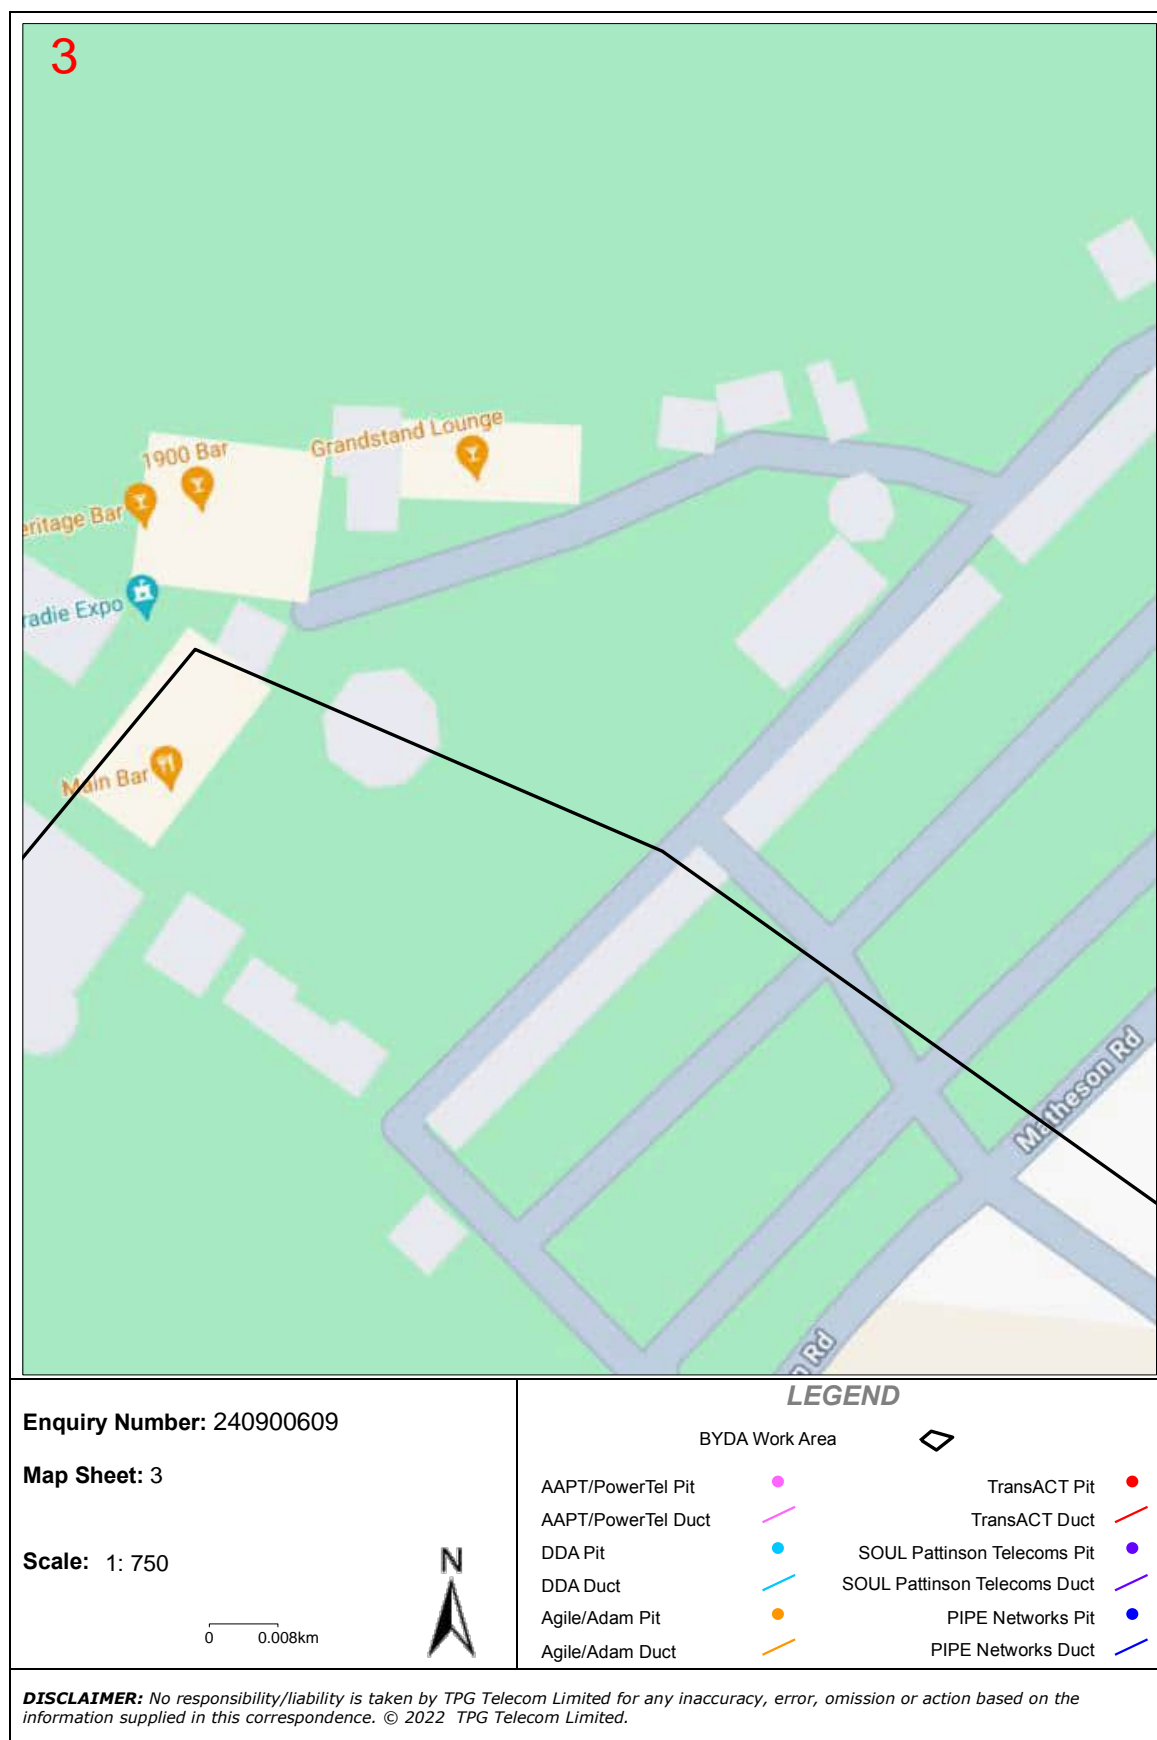 3
1900 Bar
Grandstand Lounge
eritage Bar
radie Expo
Main Bar
Matheson Rd
n Rd
Enquiry Number: 240900609
Map Sheet: 3
Scale: 1: 750
0 0.008km
N
LEGEND
BYDA Work Area
AAPT/PowerTel Pit
TransACT Pit
AAPT/PowerTel Duct
TransACT Duct
DDA Pit
SOUL Pattinson Telecoms Pit
DDA Duct
SOUL Pattinson Telecoms Duct
Agile/Adam Pit
PIPE Networks Pit
Agile/Adam Duct
PIPE Networks Duct
DISCLAIMER: No responsibility/liability is taken by TPG Telecom Limited for any inaccuracy, error, omission or action based on the
information supplied in this correspondence. © 2022 TPG Telecom Limited.